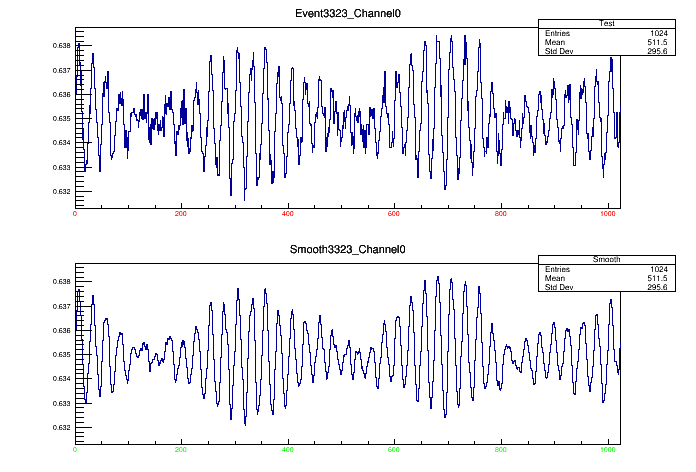 Event3323_Channel0
Test
Entries 1024
Mean 511.5
Std Dev 295.6
0.638
0.637
0.636
0.635
0.634
0.633
0.632
0 200 400 600 800 1000
Smooth3323_Channel0
Smooth
Entries 1024
Mean 511.5
Std Dev 295.6
0.638
0.637
0.636
0.635
0.634
0.633
0.632
0 200 400 600 800 1000